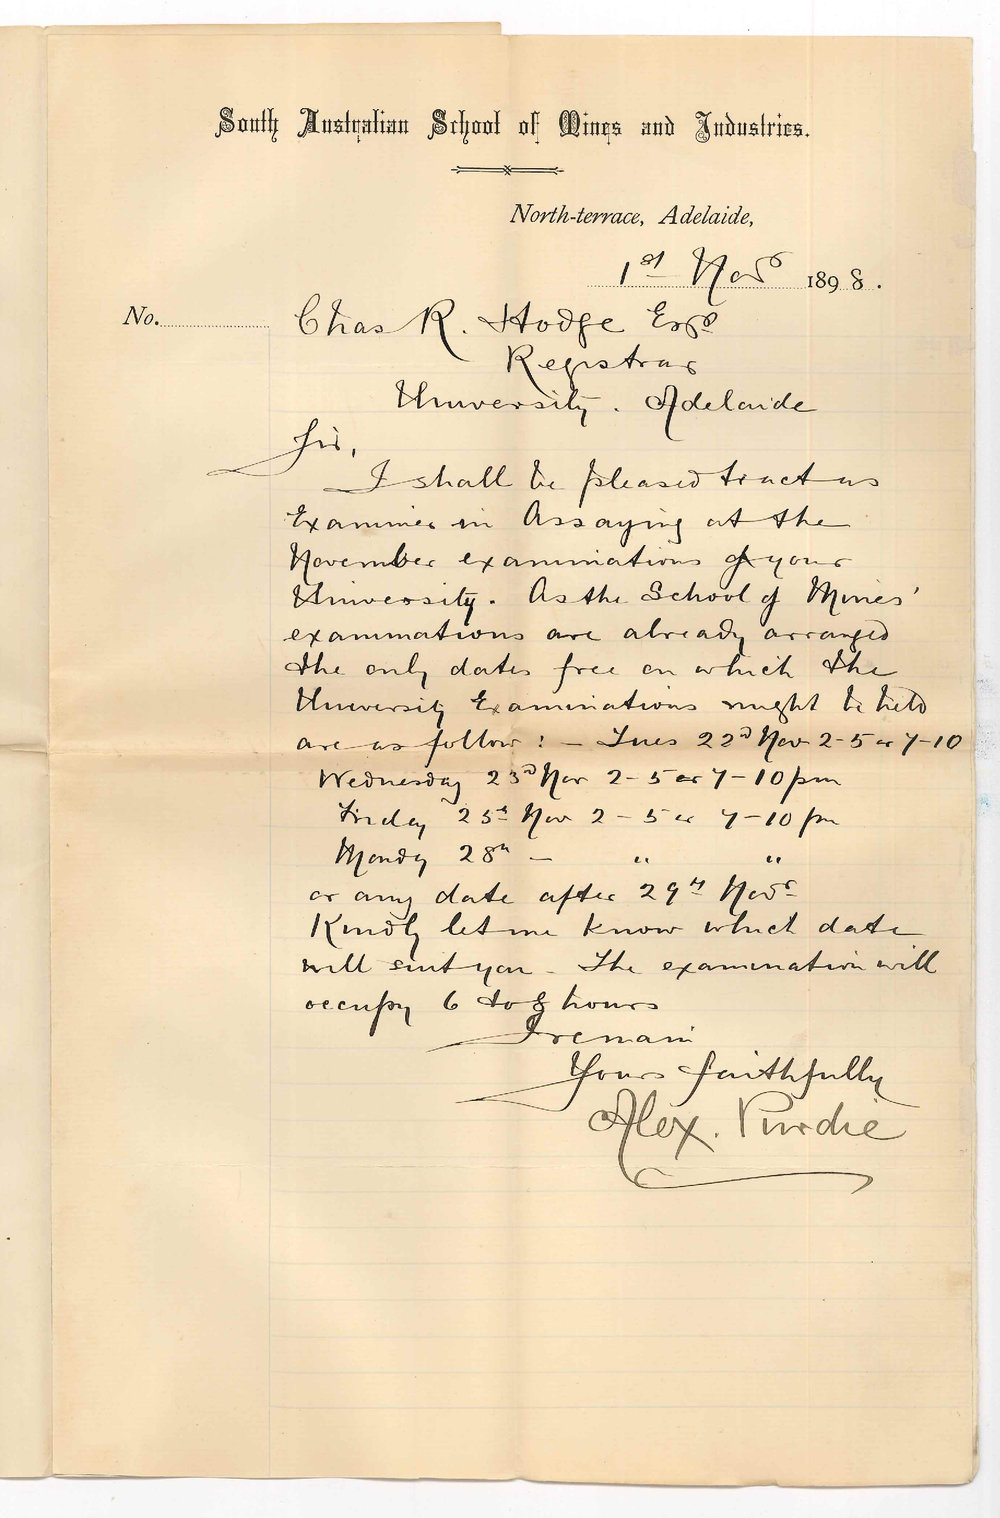 South Australian School of Mines and Industries.
North-terrace, Adelaide,
1st Novr 1898.
No.
Chas R. Hodge Esqre
Registrar
University. Adelaide
Sir,
I shall be pleased to act as
Examiner in Assaying at the
November examinations of your
University. As the School of Mines'
examinations are already arranged
the only dates free on which the
University Examinations might be held
are as follow: - Tues 22d Nov 2-5 or 7-10
Wednesday 23rd Nov 2-5 or 7-10 pm
Friday 25th Nov 2-5 or 7-10 pm
Monday 28th — " "
or any date after 29th Novr
Kindly let me know which date
will suit you - The examination will
occupy 6 to 8 hours
I remain
Yours faithfully
Alex. Purdie